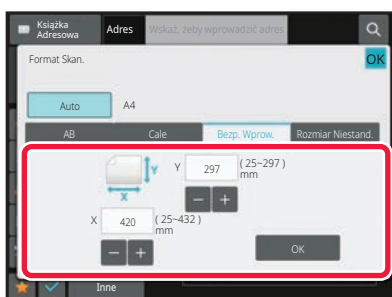 Książka
Adresowa
Adres
Wskaż, żeby wprowadzić adres
Format Skan.
OK
Auto
A4
AB
Cale
Bezp. Wprow.
Rozmiar Niestand.
Y
Y
297
( 25~297 )
mm
X
X
420
( 25~432 )
mm
OK
Inne